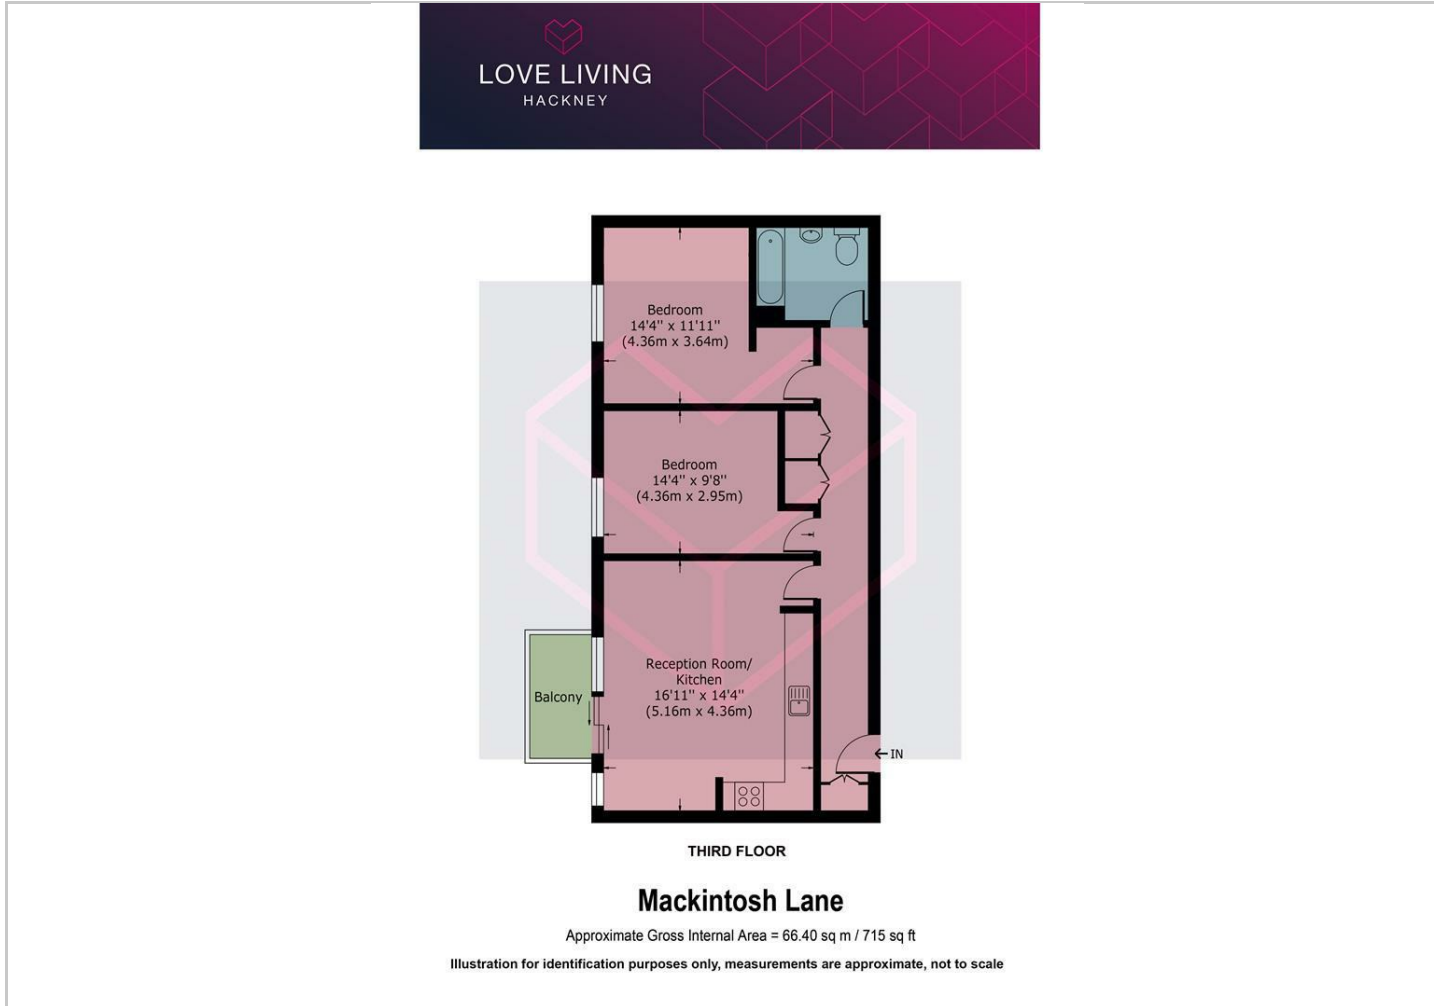 LOVE LIVING
HACKNEY
Bedroom
14'4'' x 11'11''
(4.36m x 3.64m)
Bedroom
14'4'' x 9'8''
(4.36m x 2.95m)
Reception Room/
Kitchen
16'11'' x 14'4''
(5.16m x 4.36m)
Balcony
IN
THIRD FLOOR
Mackintosh Lane
Approximate Gross Internal Area = 66.40 sq m / 715 sq ft
Illustration for identification purposes only, measurements are approximate, not to scale